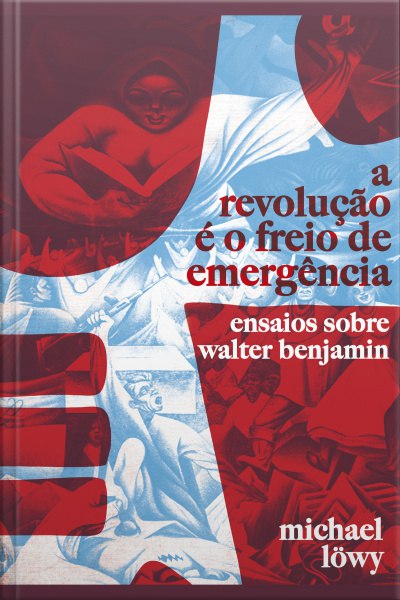 a
revolução
é o freio de
emergência
ensaios sobre
walter benjamin
michael
löwy